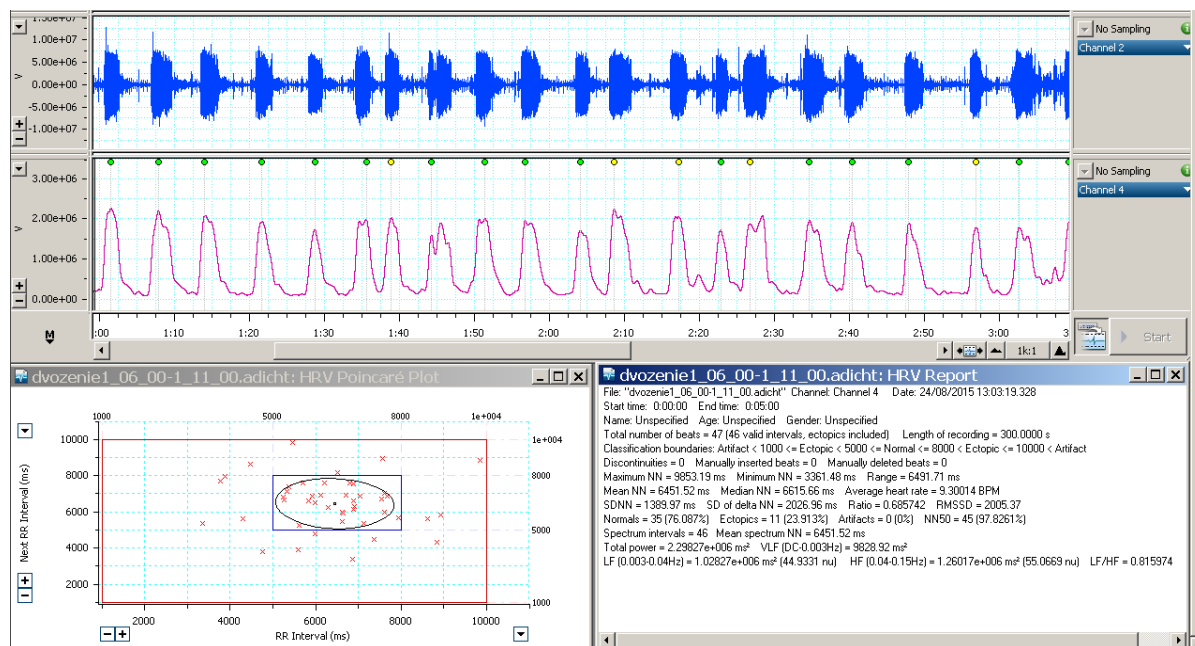 1.50e+07
1.00e+07
5.00e+06
0.00e+00
-5.00e+06
-1.00e+07
V
No Sampling
Channel 2
3.00e+06
2.00e+06
1.00e+06
0.00e+00
V
No Sampling
Channel 4
M
:00 1:10 1:20 1:30 1:40 1:50 2:00 2:10 2:20 2:30 2:40 2:50 3:00 3
1k:1
Start
dvozenie1_06_00-1_11_00.adicht: HRV Poincaré Plot
1000 5000 8000 1e+004
10000 1e+004
8000 8000
6000
5000
4000
2000
1000
2000 4000 6000 8000 10000
Next RR Interval (ms)
RR Interval (ms)
dvozenie1_06_00-1_11_00.adicht: HRV Report
File: "dvozenie1_06_00-1_11_00.adicht" Channel: Channel 4 Date: 24/08/2015 13:03:19.328
Start time: 0:00:00 End time: 0:05:00
Name: Unspecified Age: Unspecified Gender: Unspecified
Total number of beats = 47 (46 valid intervals, ectopics included) Length of recording = 300.0000 s
Classification boundaries: Artifact < 1000 <= Ectopic < 5000 <= Normal <= 8000 < Ectopic <= 10000 < Artifact
Discontinuities = 0 Manually inserted beats = 0 Manually deleted beats = 0
Maximum NN = 9853.19 ms Minimum NN = 3361.48 ms Range = 6491.71 ms
Mean NN = 6451.52 ms Median NN = 6615.66 ms Average heart rate = 9.30014 BPM
SDNN = 1389.97 ms SD of delta NN = 2026.96 ms Ratio = 0.685742 RMSSD = 2005.37
Normals = 35 (76.087%) Ectopics = 11 (23.913%) Artifacts = 0 (0%) NN50 = 45 (97.8261%)
Spectrum intervals = 46 Mean spectrum NN = 6451.52 ms
Total power = 2.29827e+006 ms² VLF (DC-0.003Hz) = 9828.92 ms²
LF (0.003-0.04Hz) = 1.02827e+006 ms² (44.9331 nu) HF (0.04-0.15Hz) = 1.26017e+006 ms² (55.0669 nu) LF/HF = 0.815974